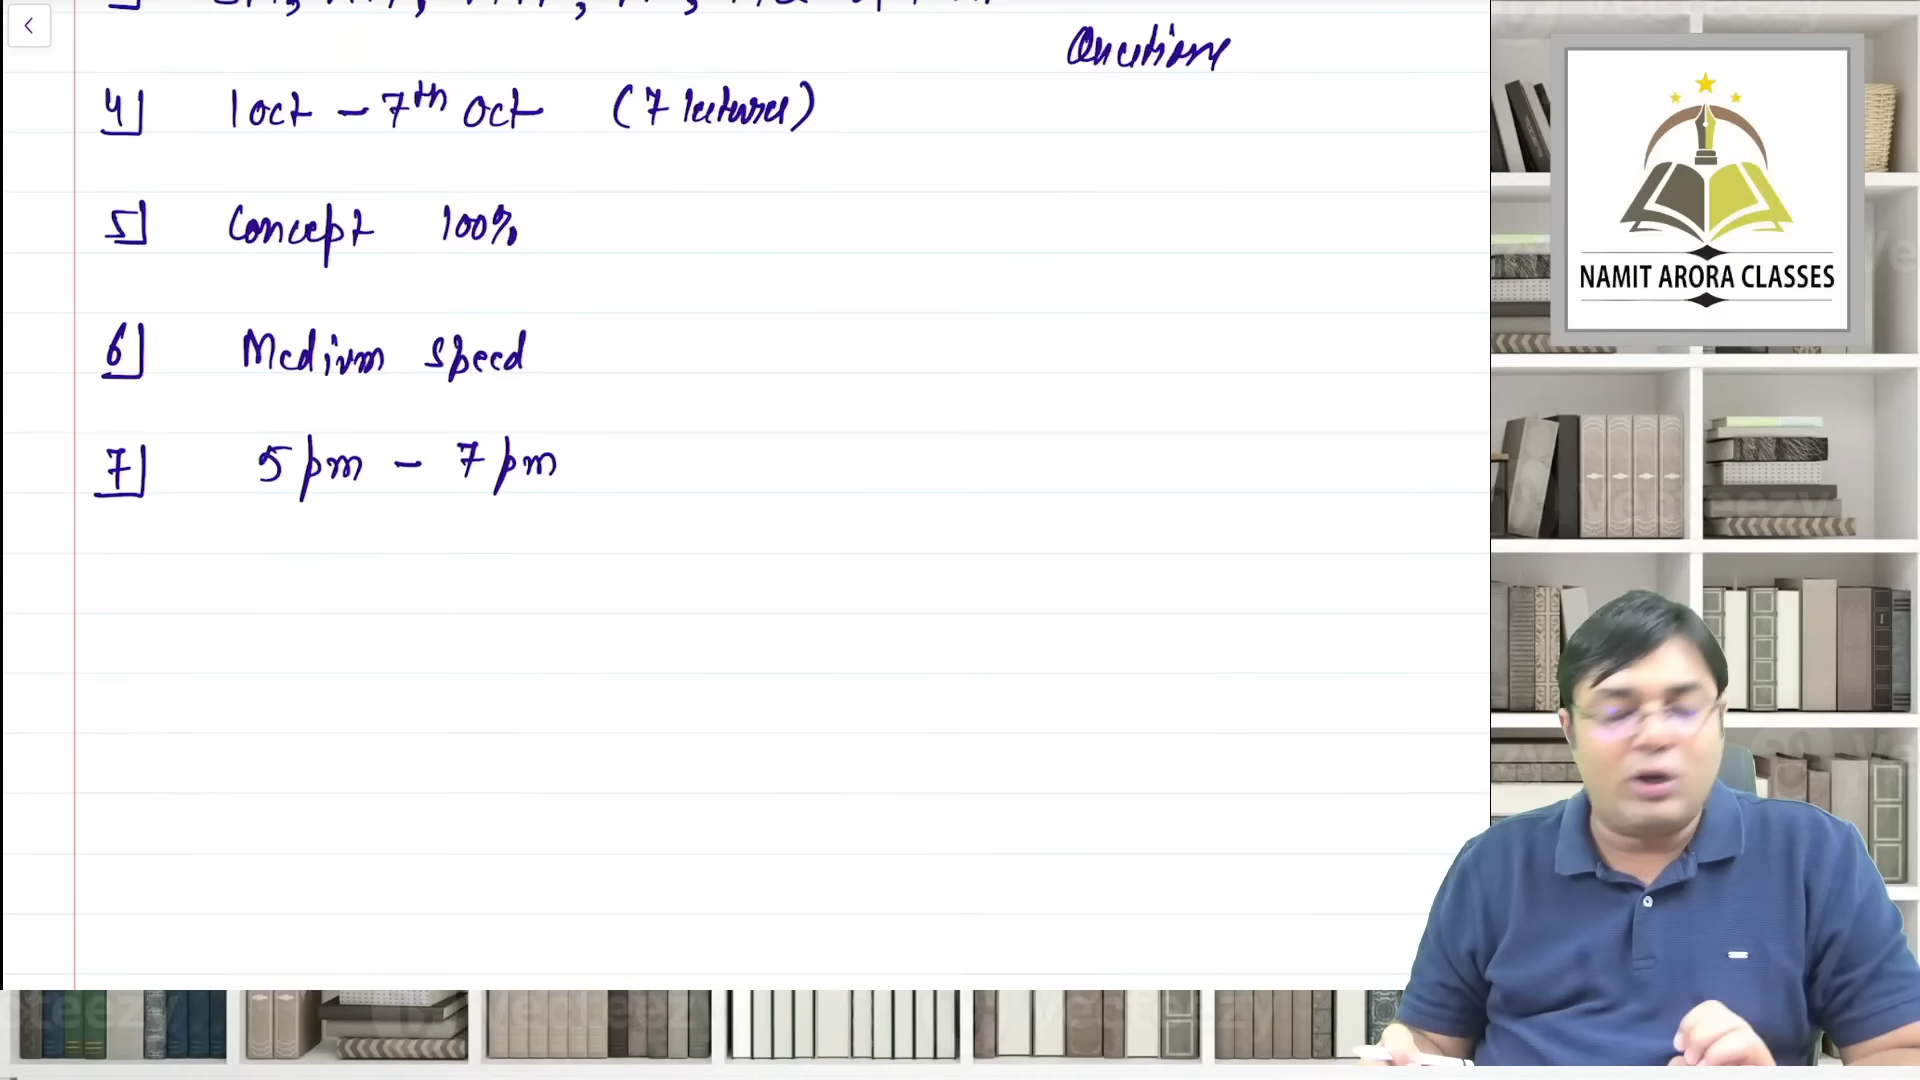 Questions
4] 1 oct - 7th oct (7 lectures)
5] Concept 100%
6] Medium speed
7] 5 pm - 7 pm
NAMIT ARORA CLASSES